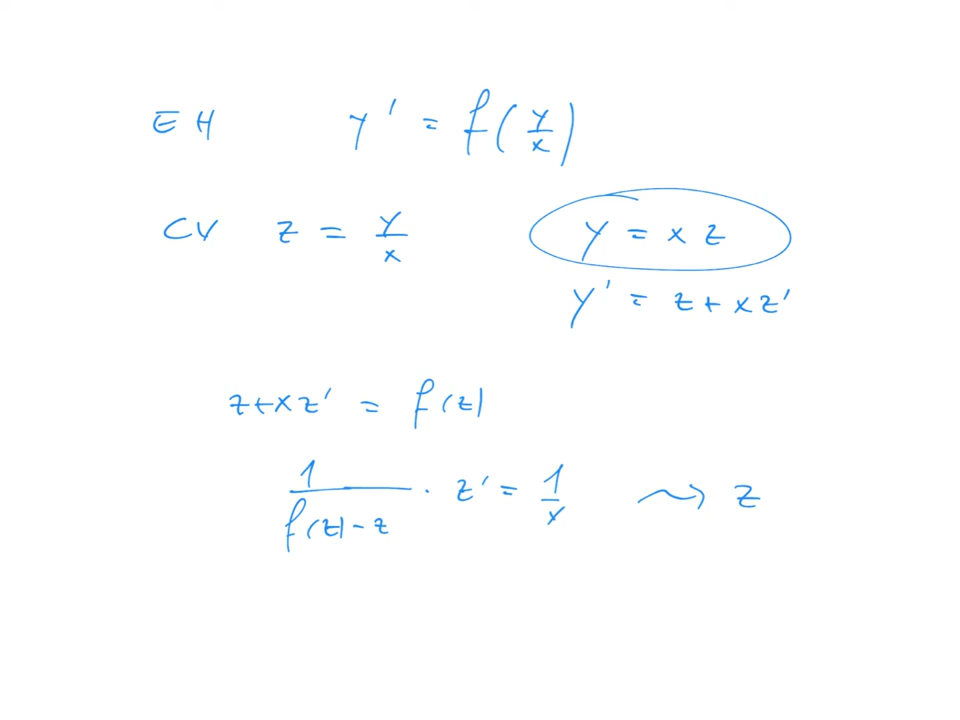 EH y' = f(y/x)
CV z = y/x y = x z
y' = z + x z'
z + x z' = f(z)
1/(f(z) - z) · z' = 1/x ⇝ z